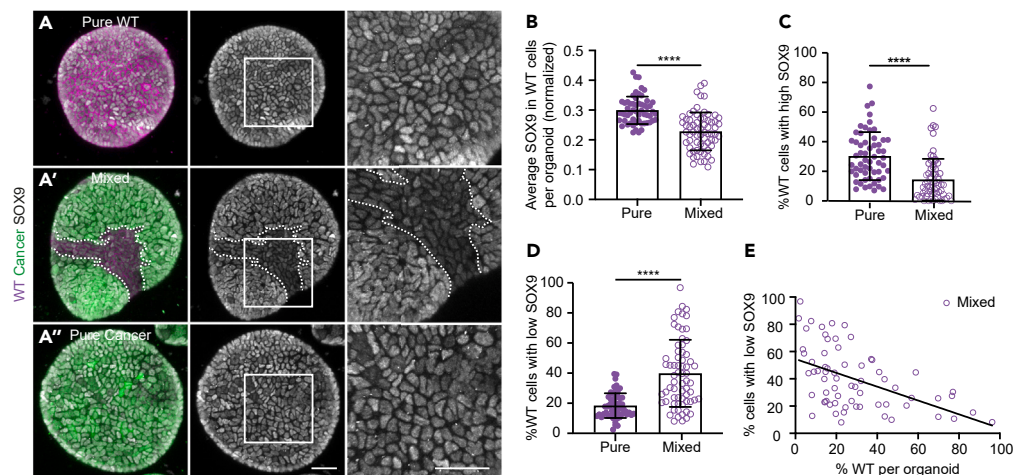 A
Pure WT
A′
Mixed
A″
Pure Cancer
WT Cancer SOX9
B
Average SOX9 in WT cells
per organoid (normalized)
0.5
0.4
0.3
0.2
0.1
0.0
****
Pure
Mixed
C
%WT cells with high SOX9
100
80
60
40
20
0
****
Pure
Mixed
D
%WT cells with low SOX9
100
80
60
40
20
0
****
Pure
Mixed
E
% cells with low SOX9
100
80
60
40
20
0
Mixed
0 20 40 60 80 100
% WT per organoid